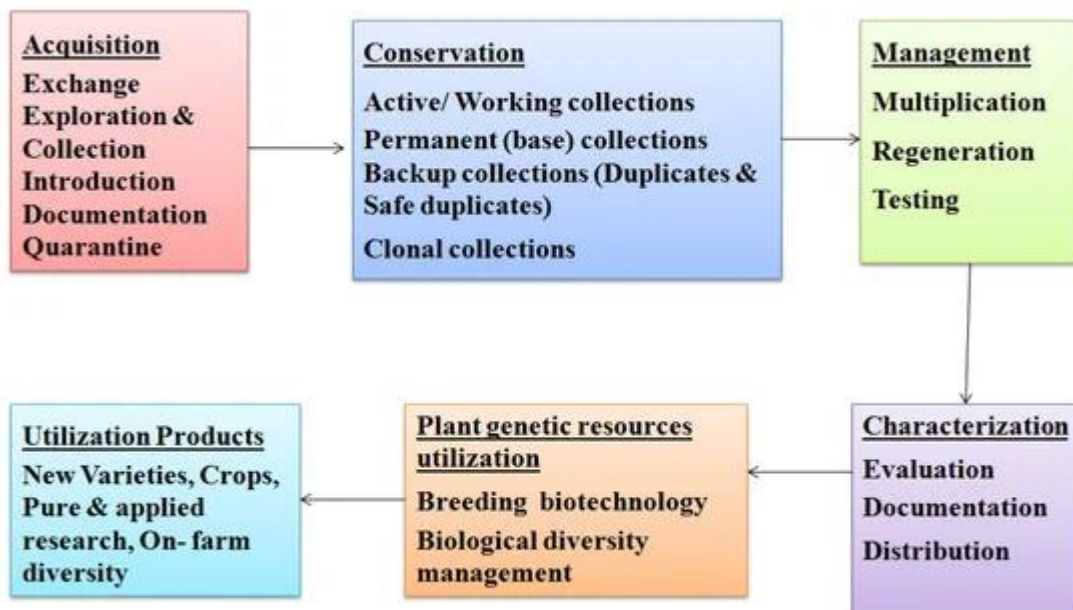 Acquisition
Exchange
Exploration &
Collection
Introduction
Documentation
Quarantine
Conservation
Active/ Working collections
Permanent (base) collections
Backup collections (Duplicates &
Safe duplicates)
Clonal collections
Management
Multiplication
Regeneration
Testing
Characterization
Evaluation
Documentation
Distribution
Plant genetic resources
utilization
Breeding biotechnology
Biological diversity
management
Utilization Products
New Varieties, Crops,
Pure & applied
research, On- farm
diversity